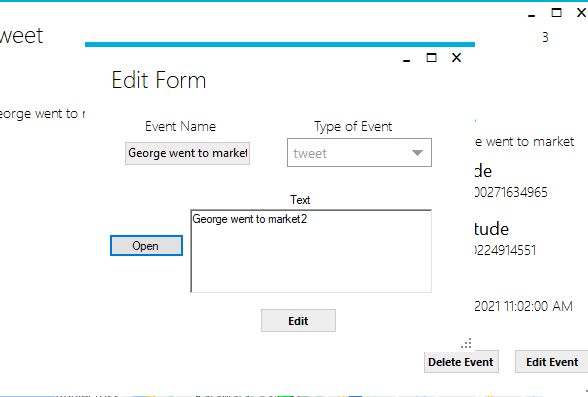 weet
3
Edit Form
eorge went to
Event Name
Type of Event
George went to market
tweet
e went to market
de
00271634965
Text
George went to market2
Open
tude
0224914551
2021 11:02:00 AM
Edit
Delete Event
Edit Event